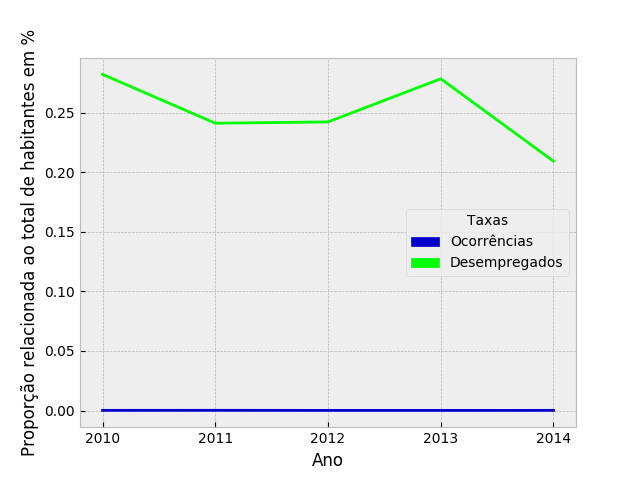 Proporção relacionada ao total de habitantes em %
0.25
0.20
0.15
0.10
0.05
0.00
Taxas
Ocorrências
Desempregados
2010 2011 2012 2013 2014
Ano